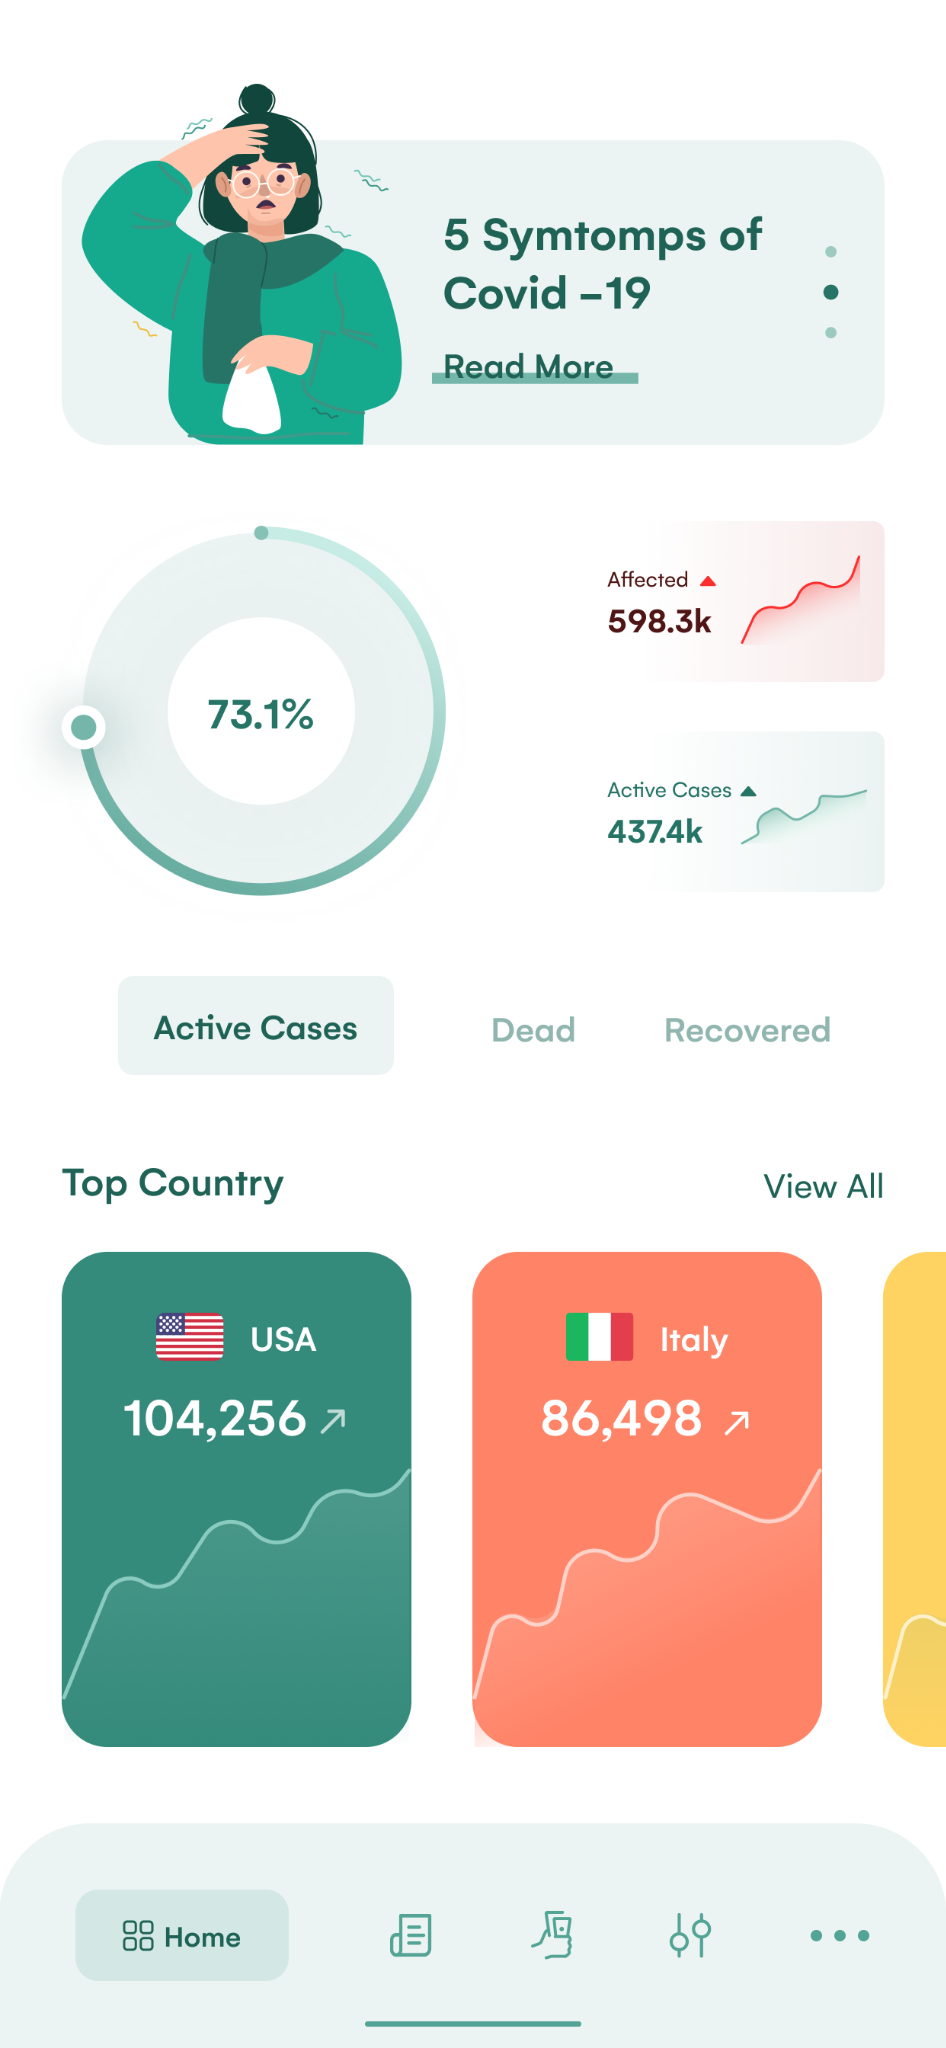 5 Symtomps of
Covid –19
Read More
73.1%
Affected
598.3k
Active Cases
437.4k
Active Cases
Dead
Recovered
Top Country
View All
USA
104,256
Italy
86,498
Home